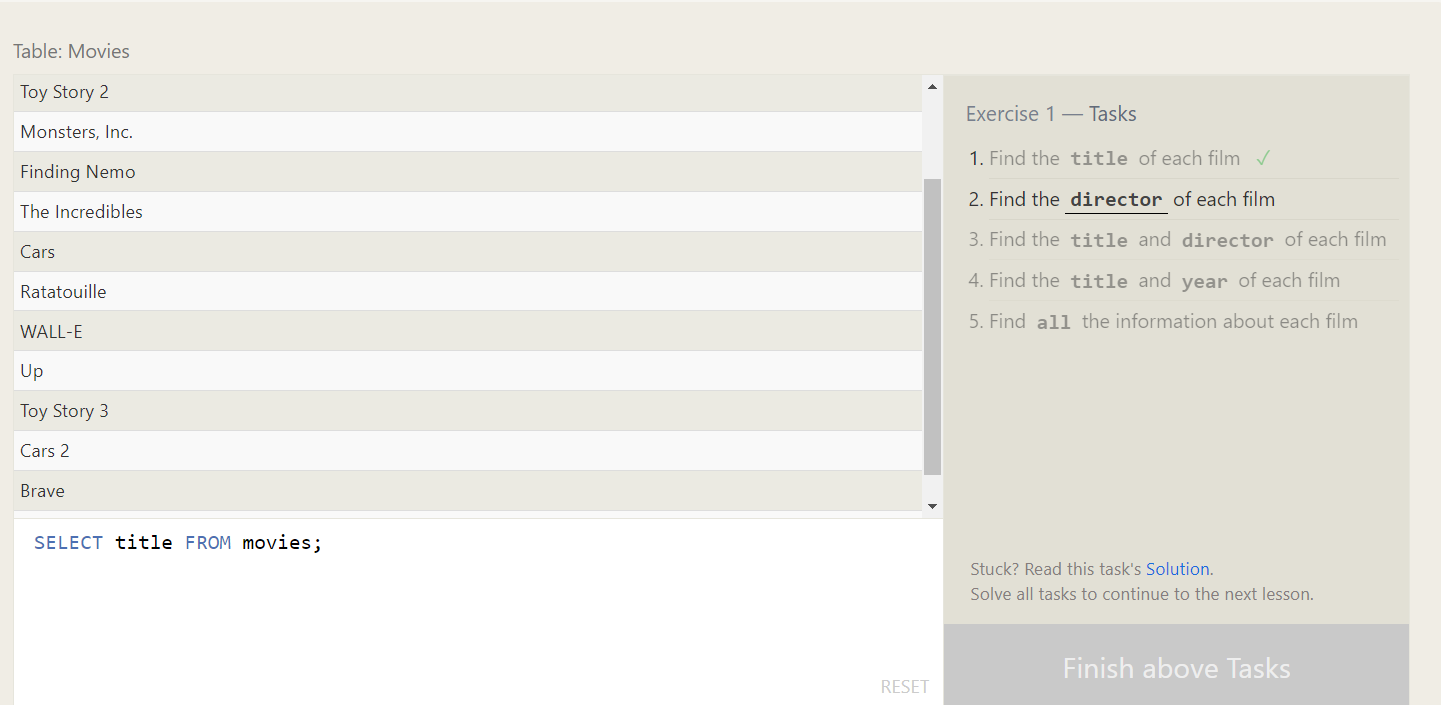 Table: Movies
Toy Story 2
Monsters, Inc.
Finding Nemo
The Incredibles
Cars
Ratatouille
WALL-E
Up
Toy Story 3
Cars 2
Brave
SELECT title FROM movies;
RESET
Exercise 1 — Tasks
1. Find the title of each film ✓
2. Find the director of each film
3. Find the title and director of each film
4. Find the title and year of each film
5. Find all the information about each film
Stuck? Read this task's Solution.
Solve all tasks to continue to the next lesson.
Finish above Tasks